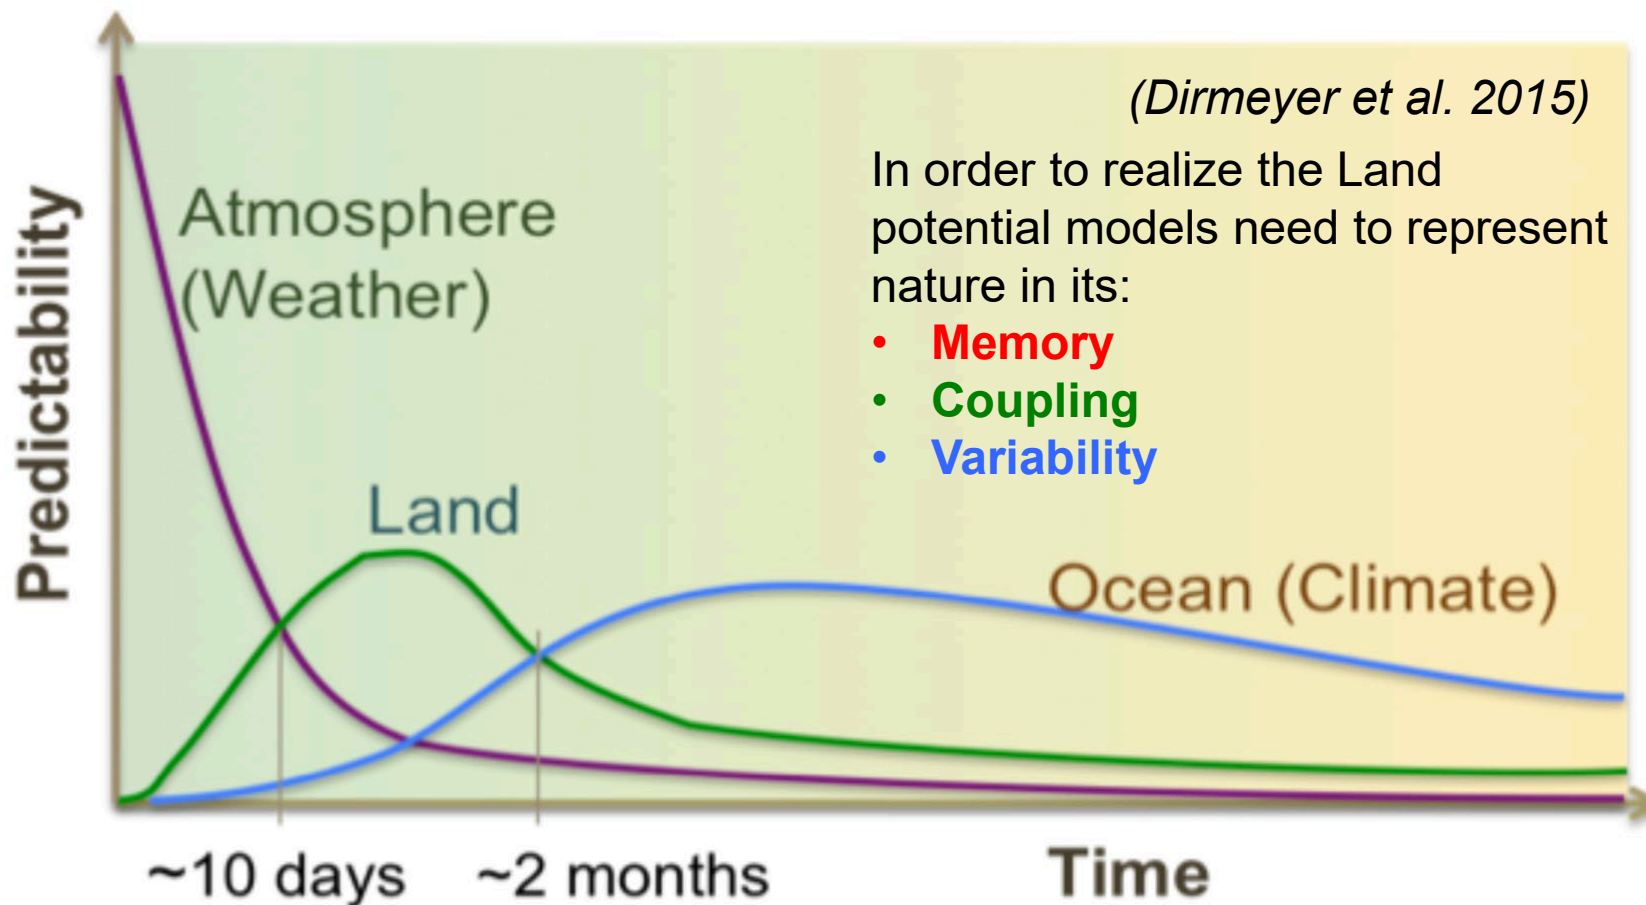 (Dirmeyer et al. 2015)
In order to realize the Land
potential models need to represent
nature in its:
• Memory
• Coupling
• Variability
Predictability
Atmosphere
(Weather)
Land
Ocean (Climate)
~10 days
~2 months
Time